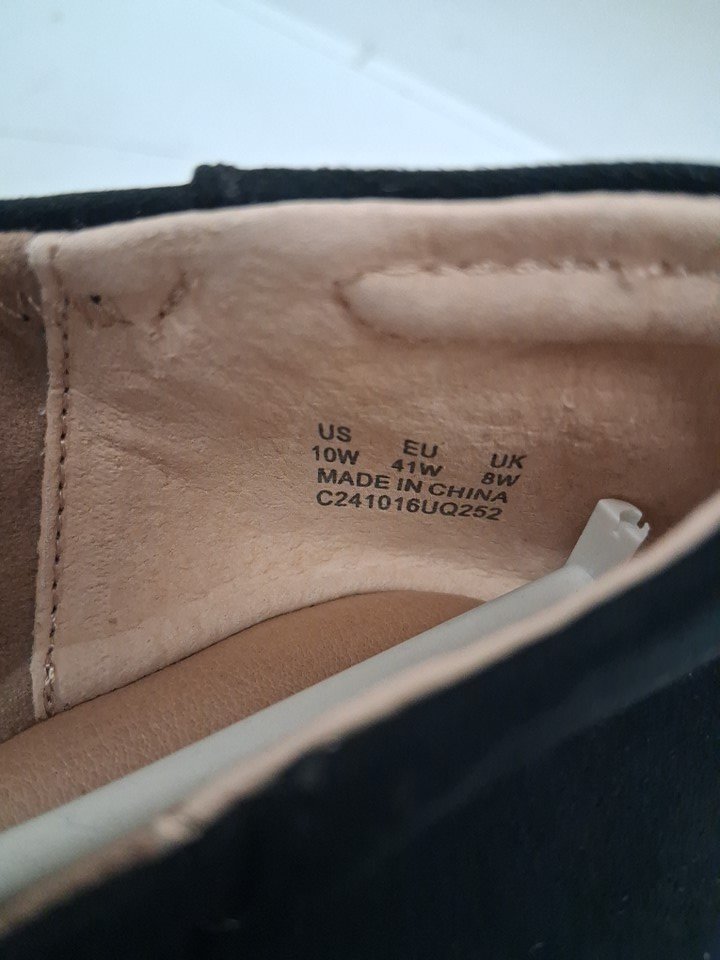 US EU UK
10W 41W 8W
MADE IN CHINA
C241016UQ252